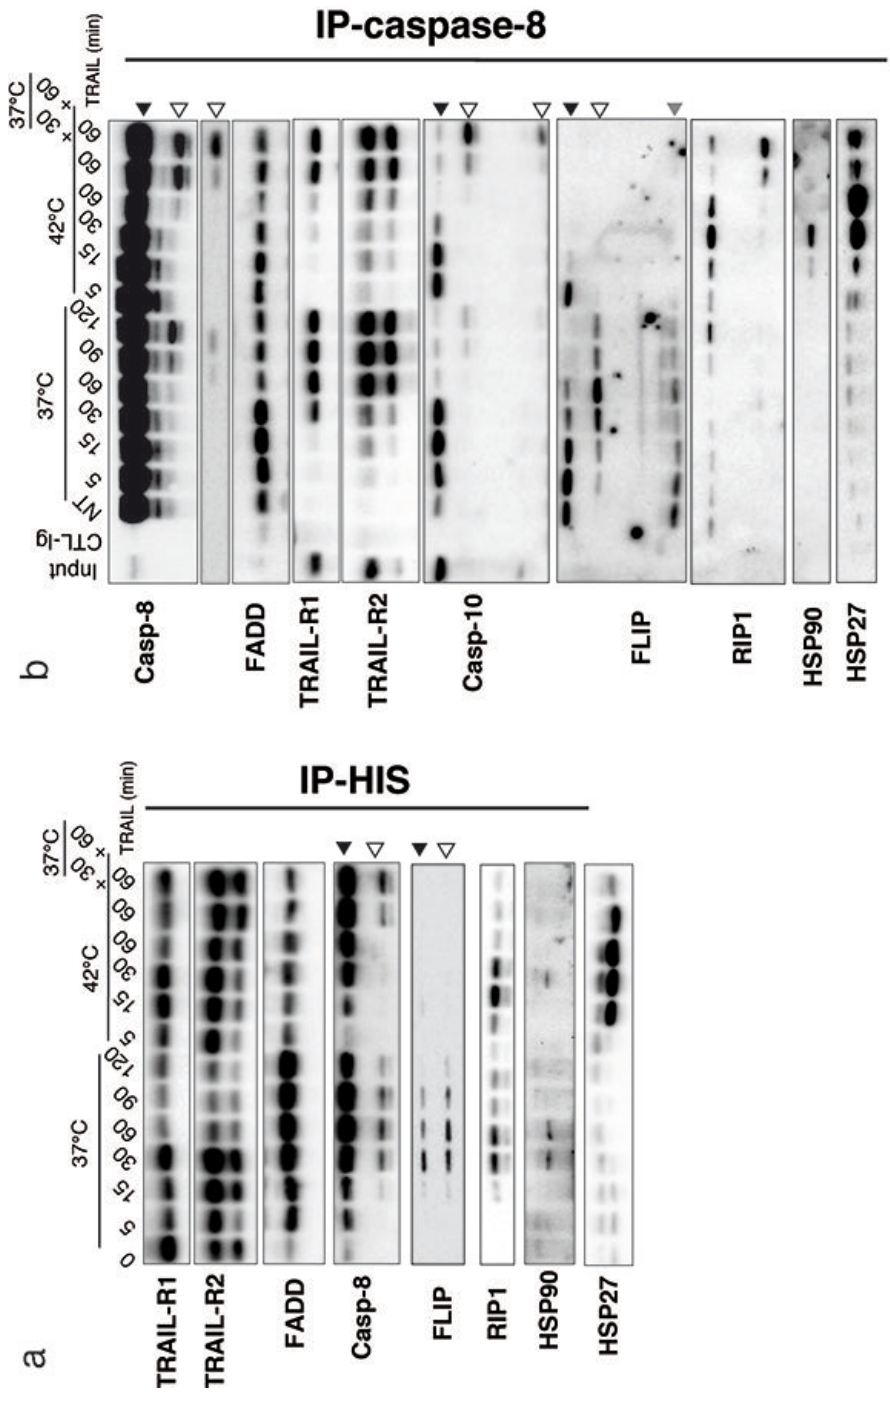 a
IP-HIS
37°C
42°C
37°C
0 5 15 30 60 90 120 5 15 30 60 60 60
× 30 × 60
TRAIL (min)
TRAIL-R1
TRAIL-R2
FADD
Casp-8
FLIP
RIP1
HSP90
HSP27
b
IP-caspase-8
37°C
42°C
37°C
Input CTL-Ig NT 5 15 30 60 90 120 5 15 30 60 60 60
× 30 × 60
TRAIL (min)
Casp-8
FADD
TRAIL-R1
TRAIL-R2
Casp-10
FLIP
RIP1
HSP90
HSP27